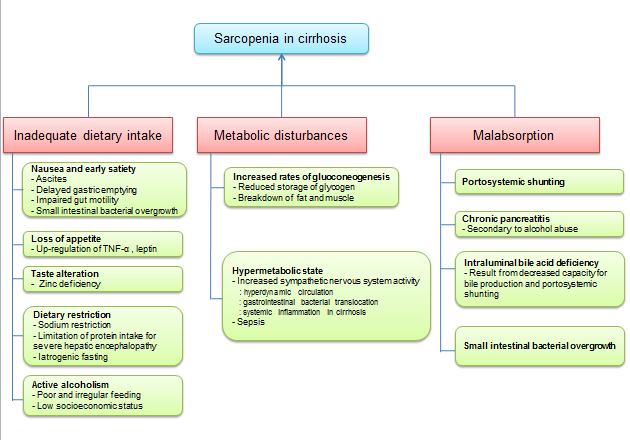 Sarcopenia in cirrhosis
Inadequate dietary intake
Nausea and early satiety
- Ascites
- Delayed gastric emptying
- Impaired gut motility
- Small intestinal bacterial overgrowth
Loss of appetite
- Up-regulation of TNF-α , leptin
Taste alteration
- Zinc deficiency
Dietary restriction
- Sodium restriction
- Limitation of protein intake for
severe hepatic encephalopathy
- Iatrogenic fasting
Active alcoholism
- Poor and irregular feeding
- Low socioeconomic status
Metabolic disturbances
Increased rates of gluoconeogenesis
- Reduced storage of glycogen
- Breakdown of fat and muscle
Hypermetabolic state
- Increased sympathetic nervous system activity
: hyperdynamic circulation
: gastrointestinal bacterial translocation
: systemic inflammation in cirrhosis
- Sepsis
Malabsorption
Portosystemic shunting
Chronic pancreatitis
- Secondary to alcohol abuse
Intraluminal bile acid deficiency
- Result from decreased capacity for
bile production and portosystemic
shunting
Small intestinal bacterial overgrowth